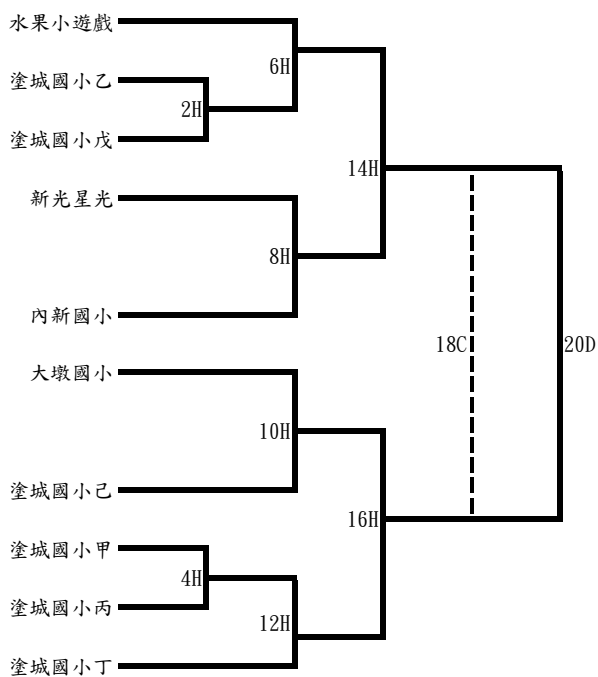 水果小遊戲
6H
塗城國小乙
2H
塗城國小戊
14H
新光星光
8H
內新國小
18C
20D
大墩國小
10H
塗城國小己
16H
塗城國小甲
4H
塗城國小丙
12H
塗城國小丁